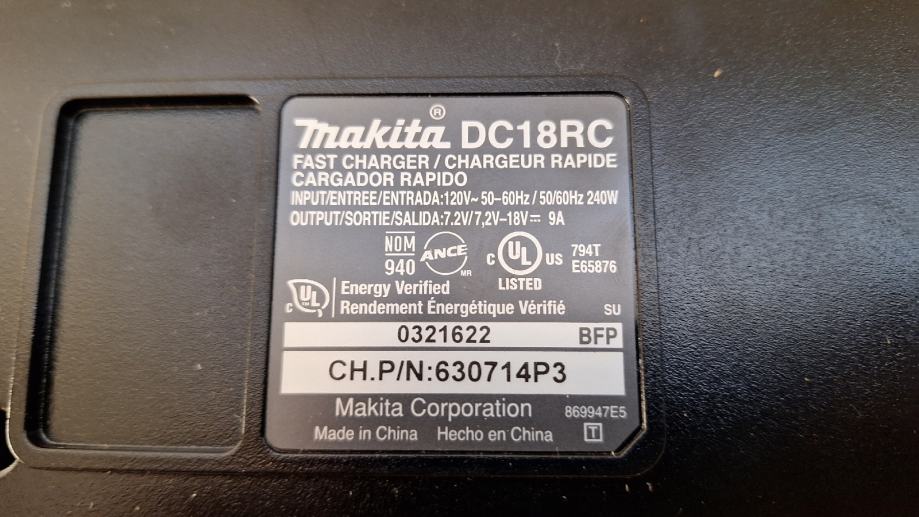 makita® DC18RC
FAST CHARGER / CHARGEUR RAPIDE
CARGADOR RAPIDO
INPUT/ENTREE/ENTRADA:120V~ 50–60Hz / 50/60Hz 240W
OUTPUT/SORTIE/SALIDA:7.2V/7,2V–18V⎓ 9A
NOM
940
ANCE
MR
C UL US
LISTED
794T
E65876
C UL TM
Energy Verified
Rendement Énergétique Vérifié
SU
0321622 BFP
CH.P/N:630714P3
Makita Corporation 869947E5
Made in China Hecho en China T